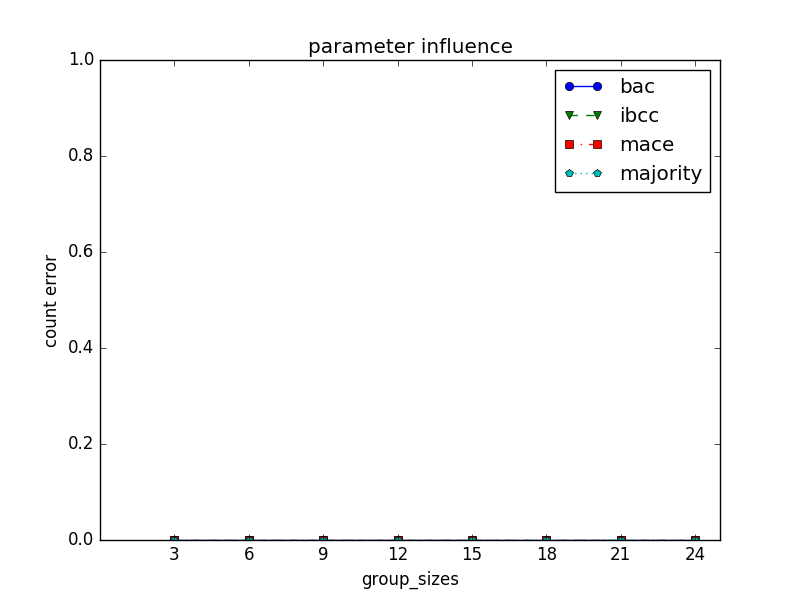 parameter influence
1.0
0.8
0.6
0.4
0.2
0.0
count error
bac
ibcc
mace
majority
3 6 9 12 15 18 21 24
group_sizes